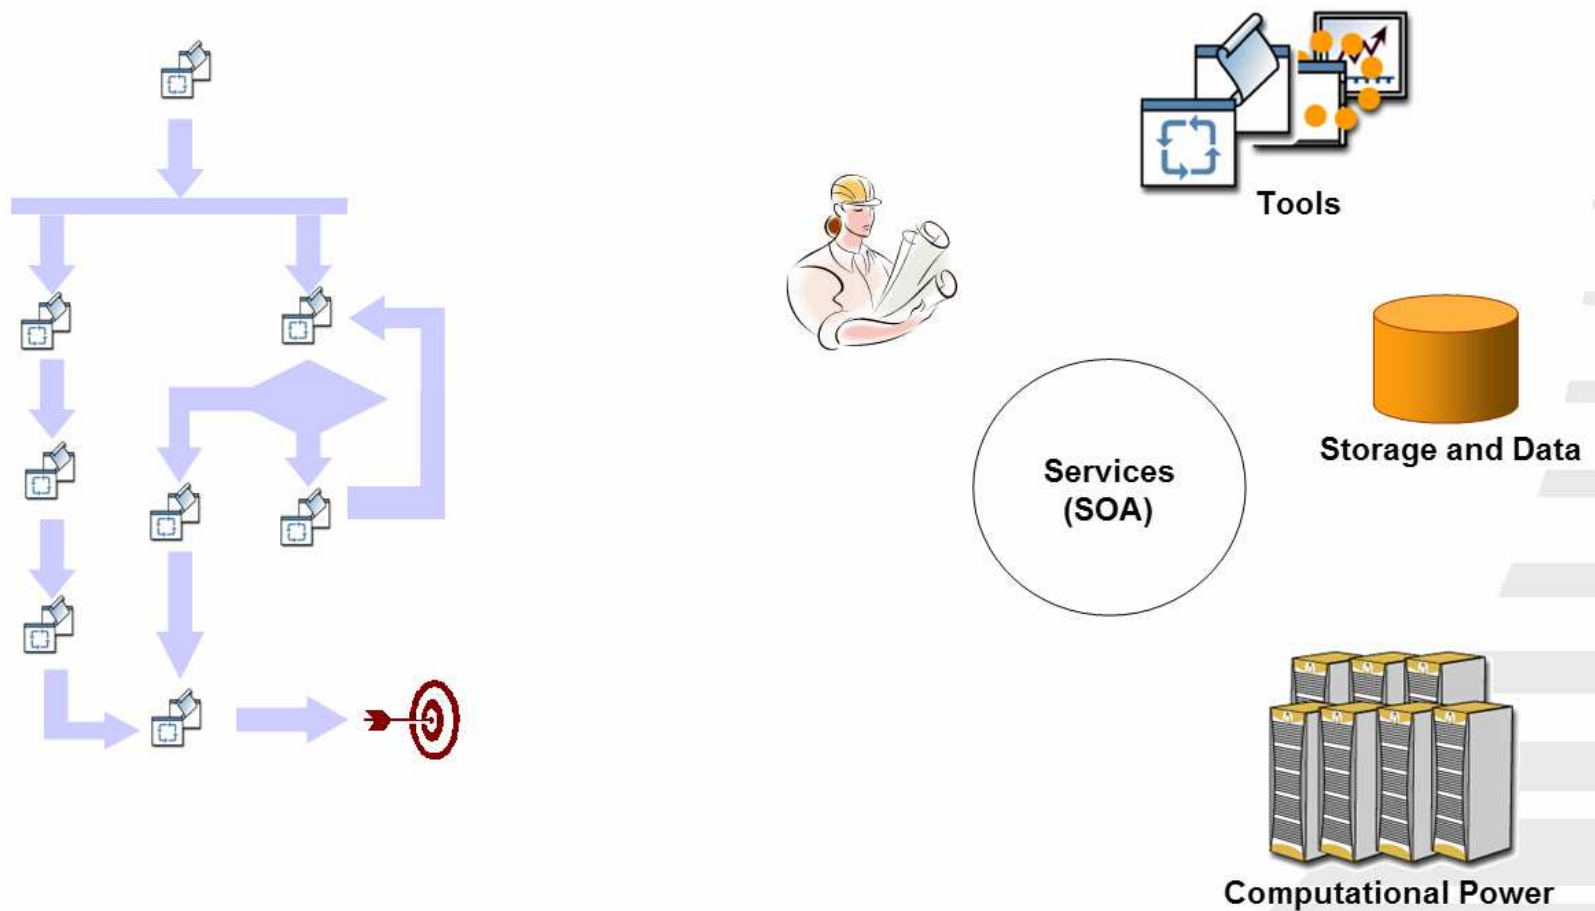 Tools
Storage and Data
Services
(SOA)
Computational Power